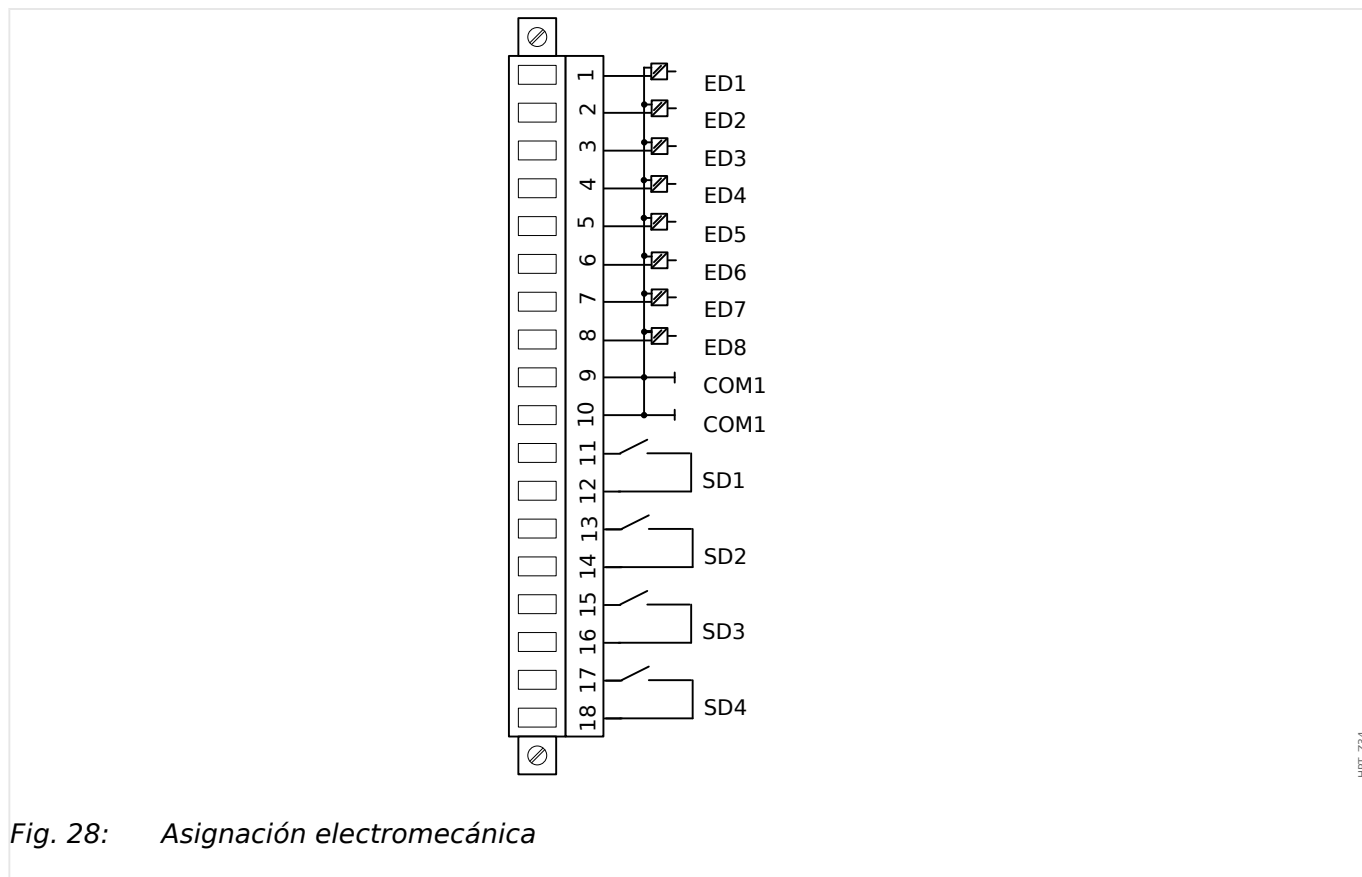 1 ED1
2 ED2
3 ED3
4 ED4
5 ED5
6 ED6
7 ED7
8 ED8
9 COM1
10 COM1
11
12 SD1
13
14 SD2
15
16 SD3
17
18 SD4
Fig. 28: Asignación electromecánica